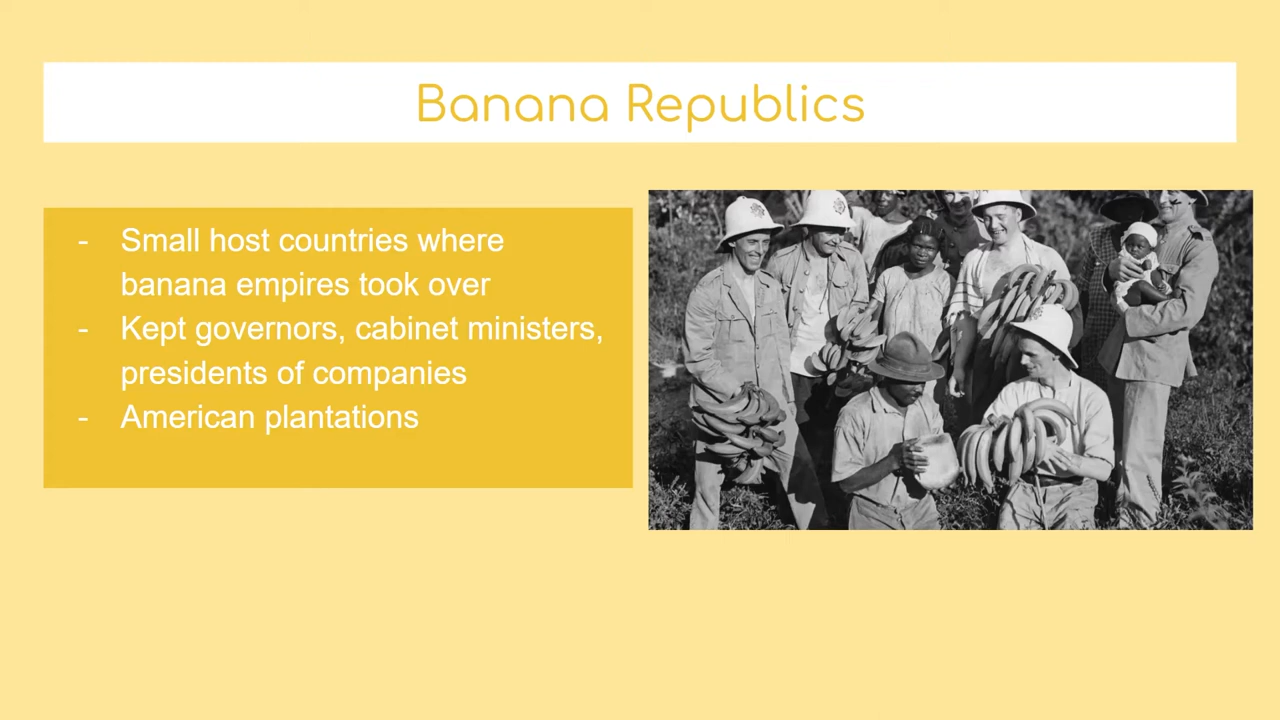 Banana Republics
- Small host countries where
banana empires took over
- Kept governors, cabinet ministers,
presidents of companies
- American plantations